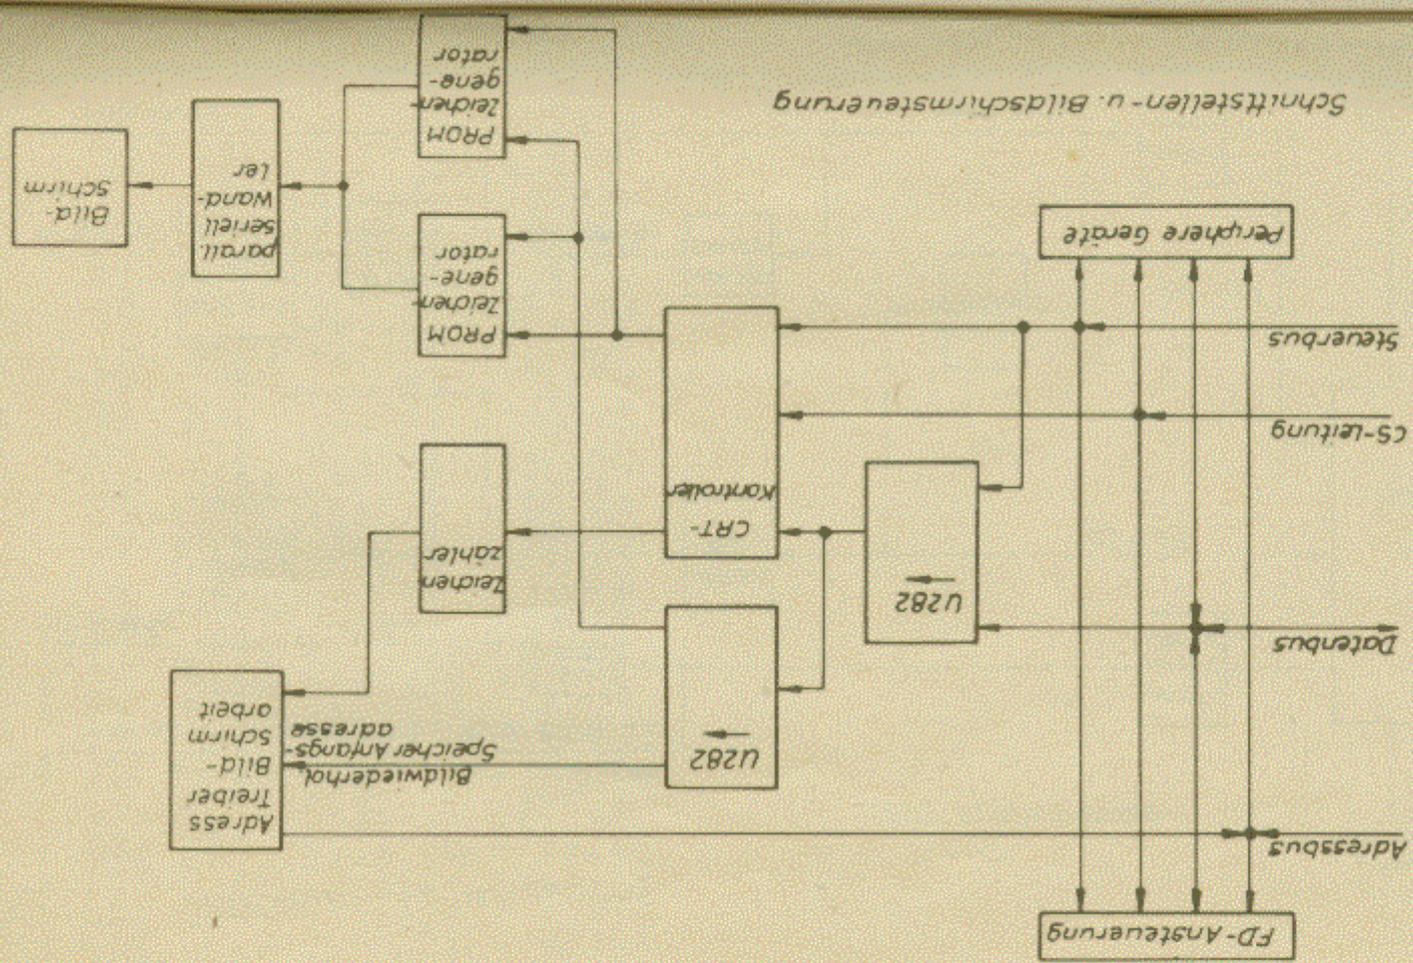 FD-Ansteuerung
Adressbus
Datenbus
CS-Leitung
Steuerbus
Periphere Geräte
U282
U282
CRT-
Kontroller
Adress
Treiber
Bild-
Schirm
arbeit
Bildwiederhol
Speicher Anfangs-
adresse
Zeichen
zähler
PROM
Zeichen-
gene-
rator
PROM
Zeichen-
gene-
rator
parall.
seriell
Wand-
ler
Bild-
schirm
Schnittstellen- u. Bildschirmsteuerung